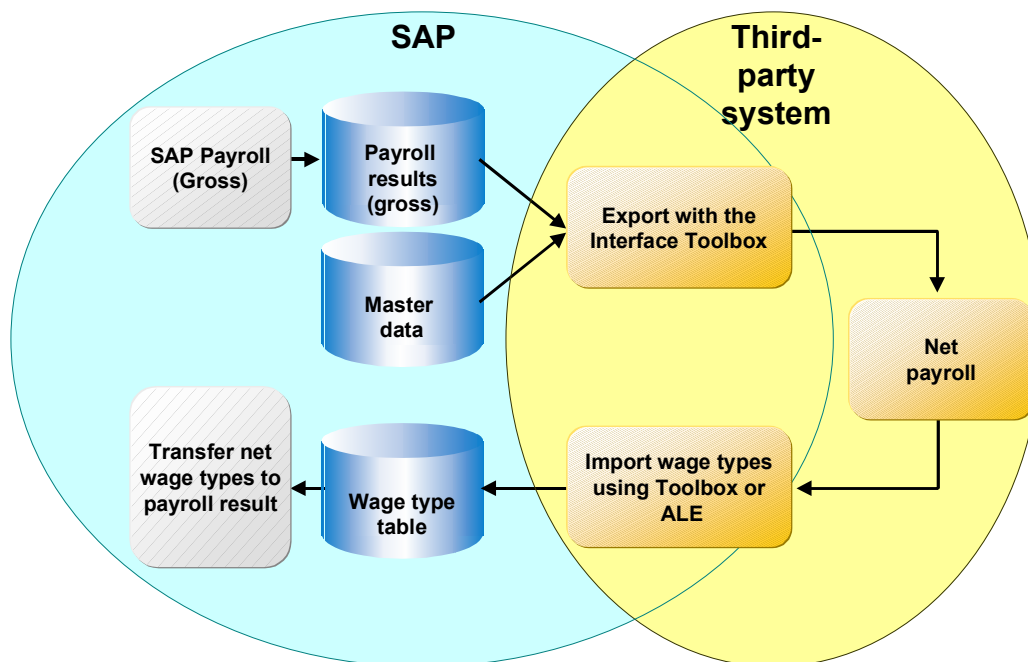 SAP
Third-
party
system
SAP Payroll
(Gross)
Payroll
results
(gross)
Master
data
Export with the
Interface Toolbox
Net
payroll
Import wage types
using Toolbox or
ALE
Wage type
table
Transfer net
wage types to
payroll result